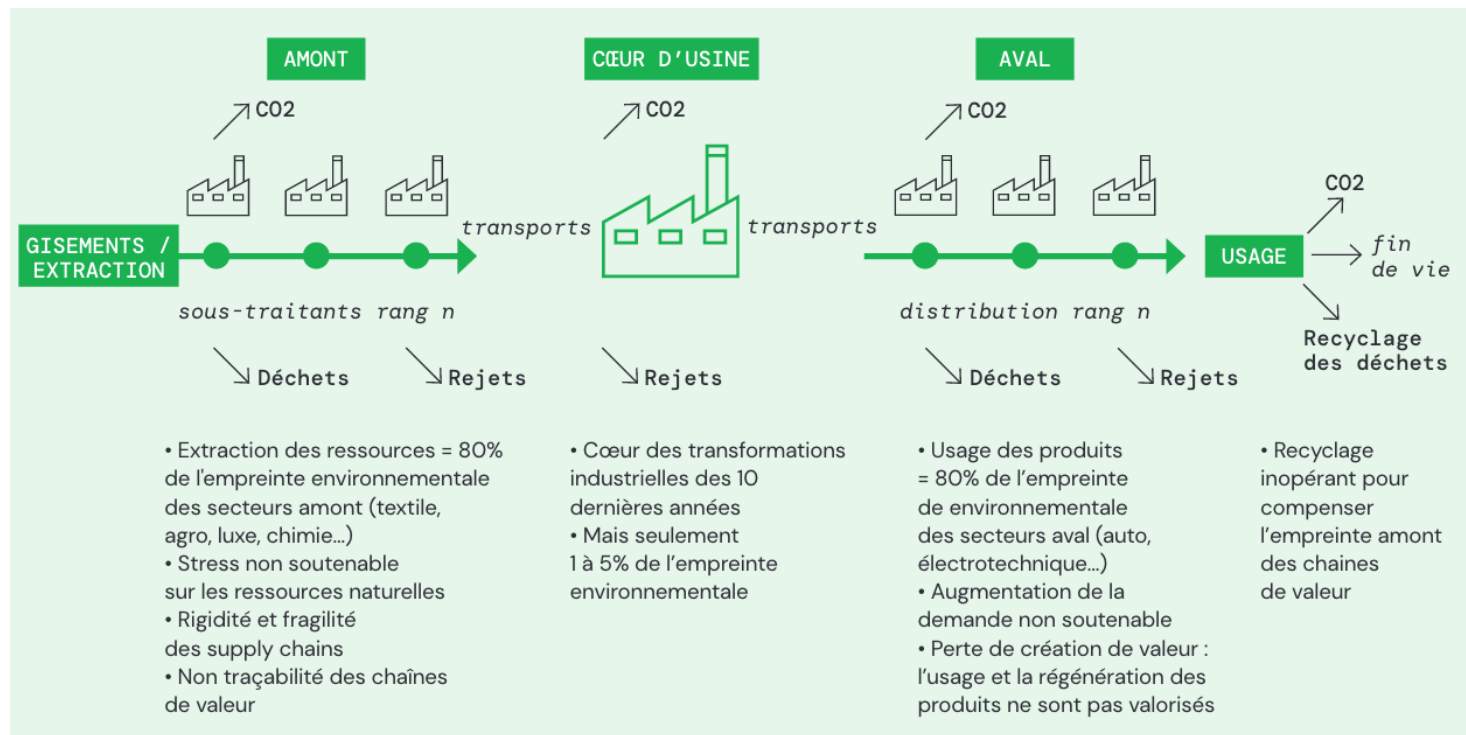 AMONT
CŒUR D'USINE
AVAL
CO2
CO2
CO2
CO2
GISEMENTS /
EXTRACTION
transports
transports
USAGE
fin
de vie
sous-traitants rang n
distribution rang n
Recyclage
des déchets
Déchets
Rejets
Rejets
Déchets
Rejets
• Extraction des ressources = 80%
de l'empreinte environnementale
des secteurs amont (textile,
agro, luxe, chimie...)
• Stress non soutenable
sur les ressources naturelles
• Rigidité et fragilité
des supply chains
• Non traçabilité des chaînes
de valeur
• Cœur des transformations
industrielles des 10
dernières années
• Mais seulement
1 à 5% de l'empreinte
environnementale
• Usage des produits
= 80% de l'empreinte
de environnementale
des secteurs aval (auto,
électrotechnique...)
• Augmentation de la
demande non soutenable
• Perte de création de valeur :
l'usage et la régénération des
produits ne sont pas valorisés
• Recyclage
inopérant pour
compenser
l'empreinte amont
des chaines
de valeur